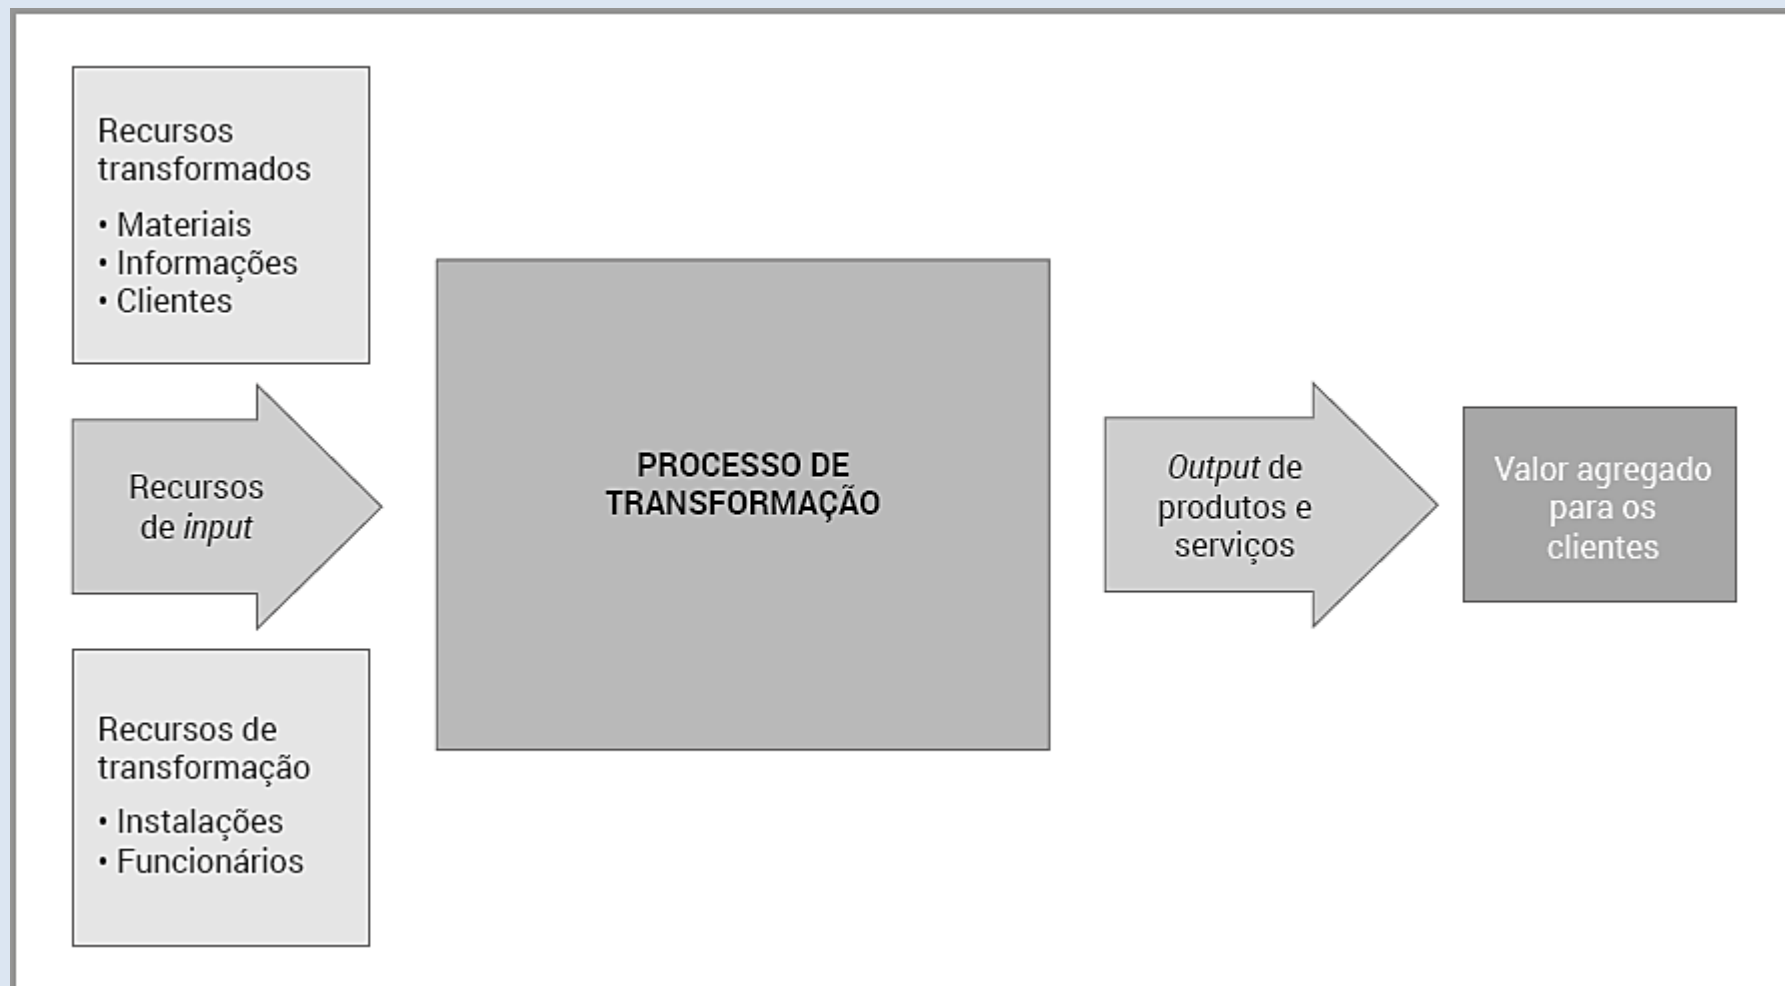 Recursos
transformados
• Materiais
• Informações
• Clientes
Recursos
de input
Recursos de
transformação
• Instalações
• Funcionários
PROCESSO DE
TRANSFORMAÇÃO
Output de
produtos e
serviços
Valor agregado
para os
clientes